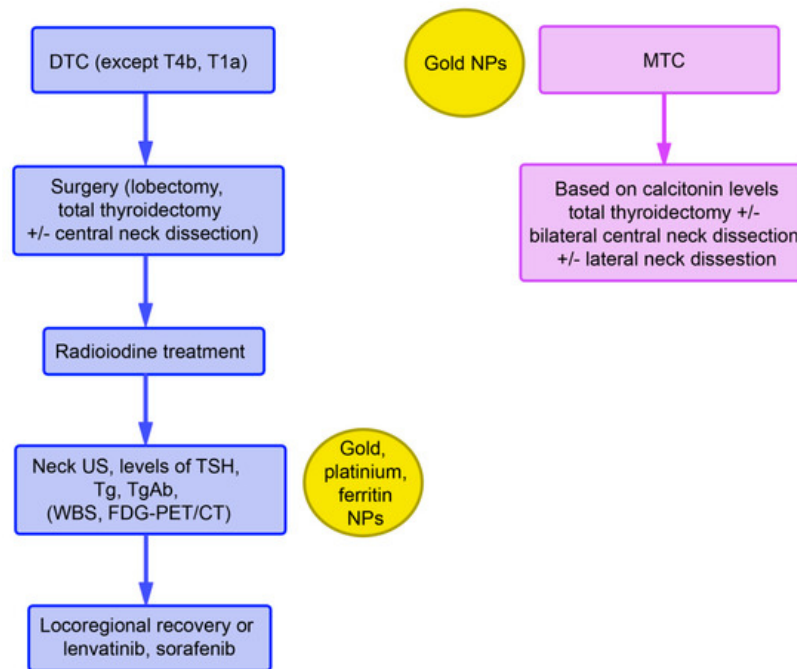 DTC (except T4b, T1a)
Surgery (lobectomy,
total thyroidectomy
+/- central neck dissection)
Radioiodine treatment
Neck US, levels of TSH,
Tg, TgAb,
(WBS, FDG-PET/CT)
Gold,
platinium,
ferritin
NPs
Locoregional recovery or
lenvatinib, sorafenib
Gold NPs
MTC
Based on calcitonin levels
total thyroidectomy +/-
bilateral central neck dissection
+/- lateral neck dissestion